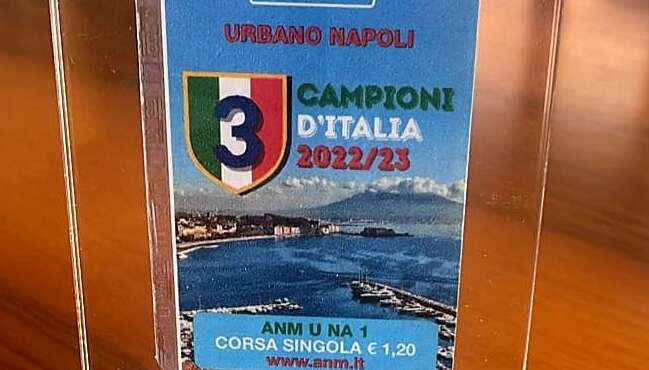 URBANO NAPOLI
3
CAMPIONI
D'ITALIA
2022/23
ANM U NA 1
CORSA SINGOLA € 1,20
www.anm.it